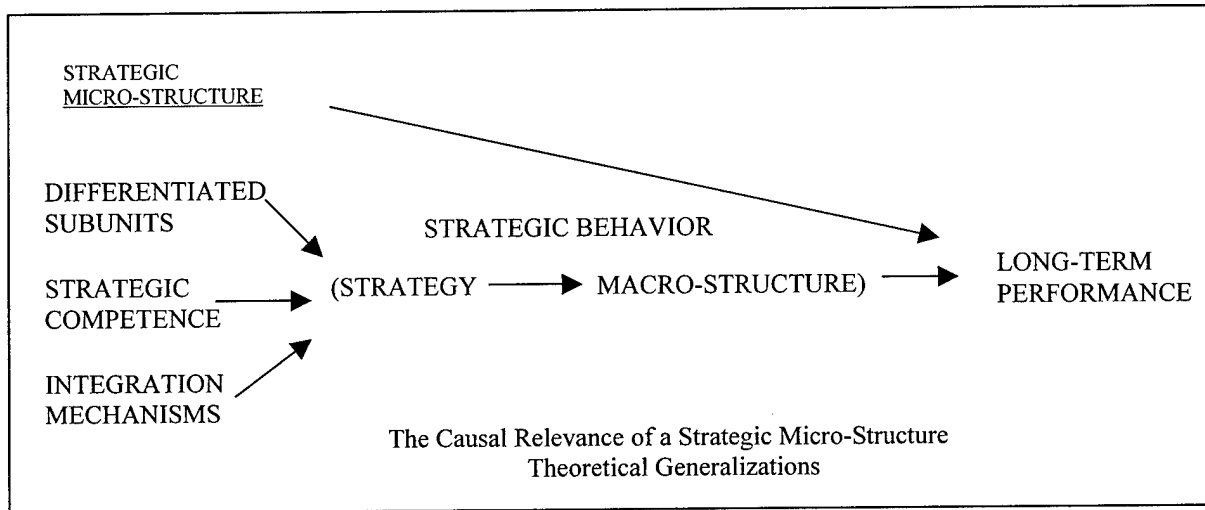 STRATEGIC
MICRO-STRUCTURE
DIFFERENTIATED
SUBUNITS
STRATEGIC BEHAVIOR
STRATEGIC
COMPETENCE
(STRATEGY
MACRO-STRUCTURE)
LONG-TERM
PERFORMANCE
INTEGRATION
MECHANISMS
The Causal Relevance of a Strategic Micro-Structure
Theoretical Generalizations